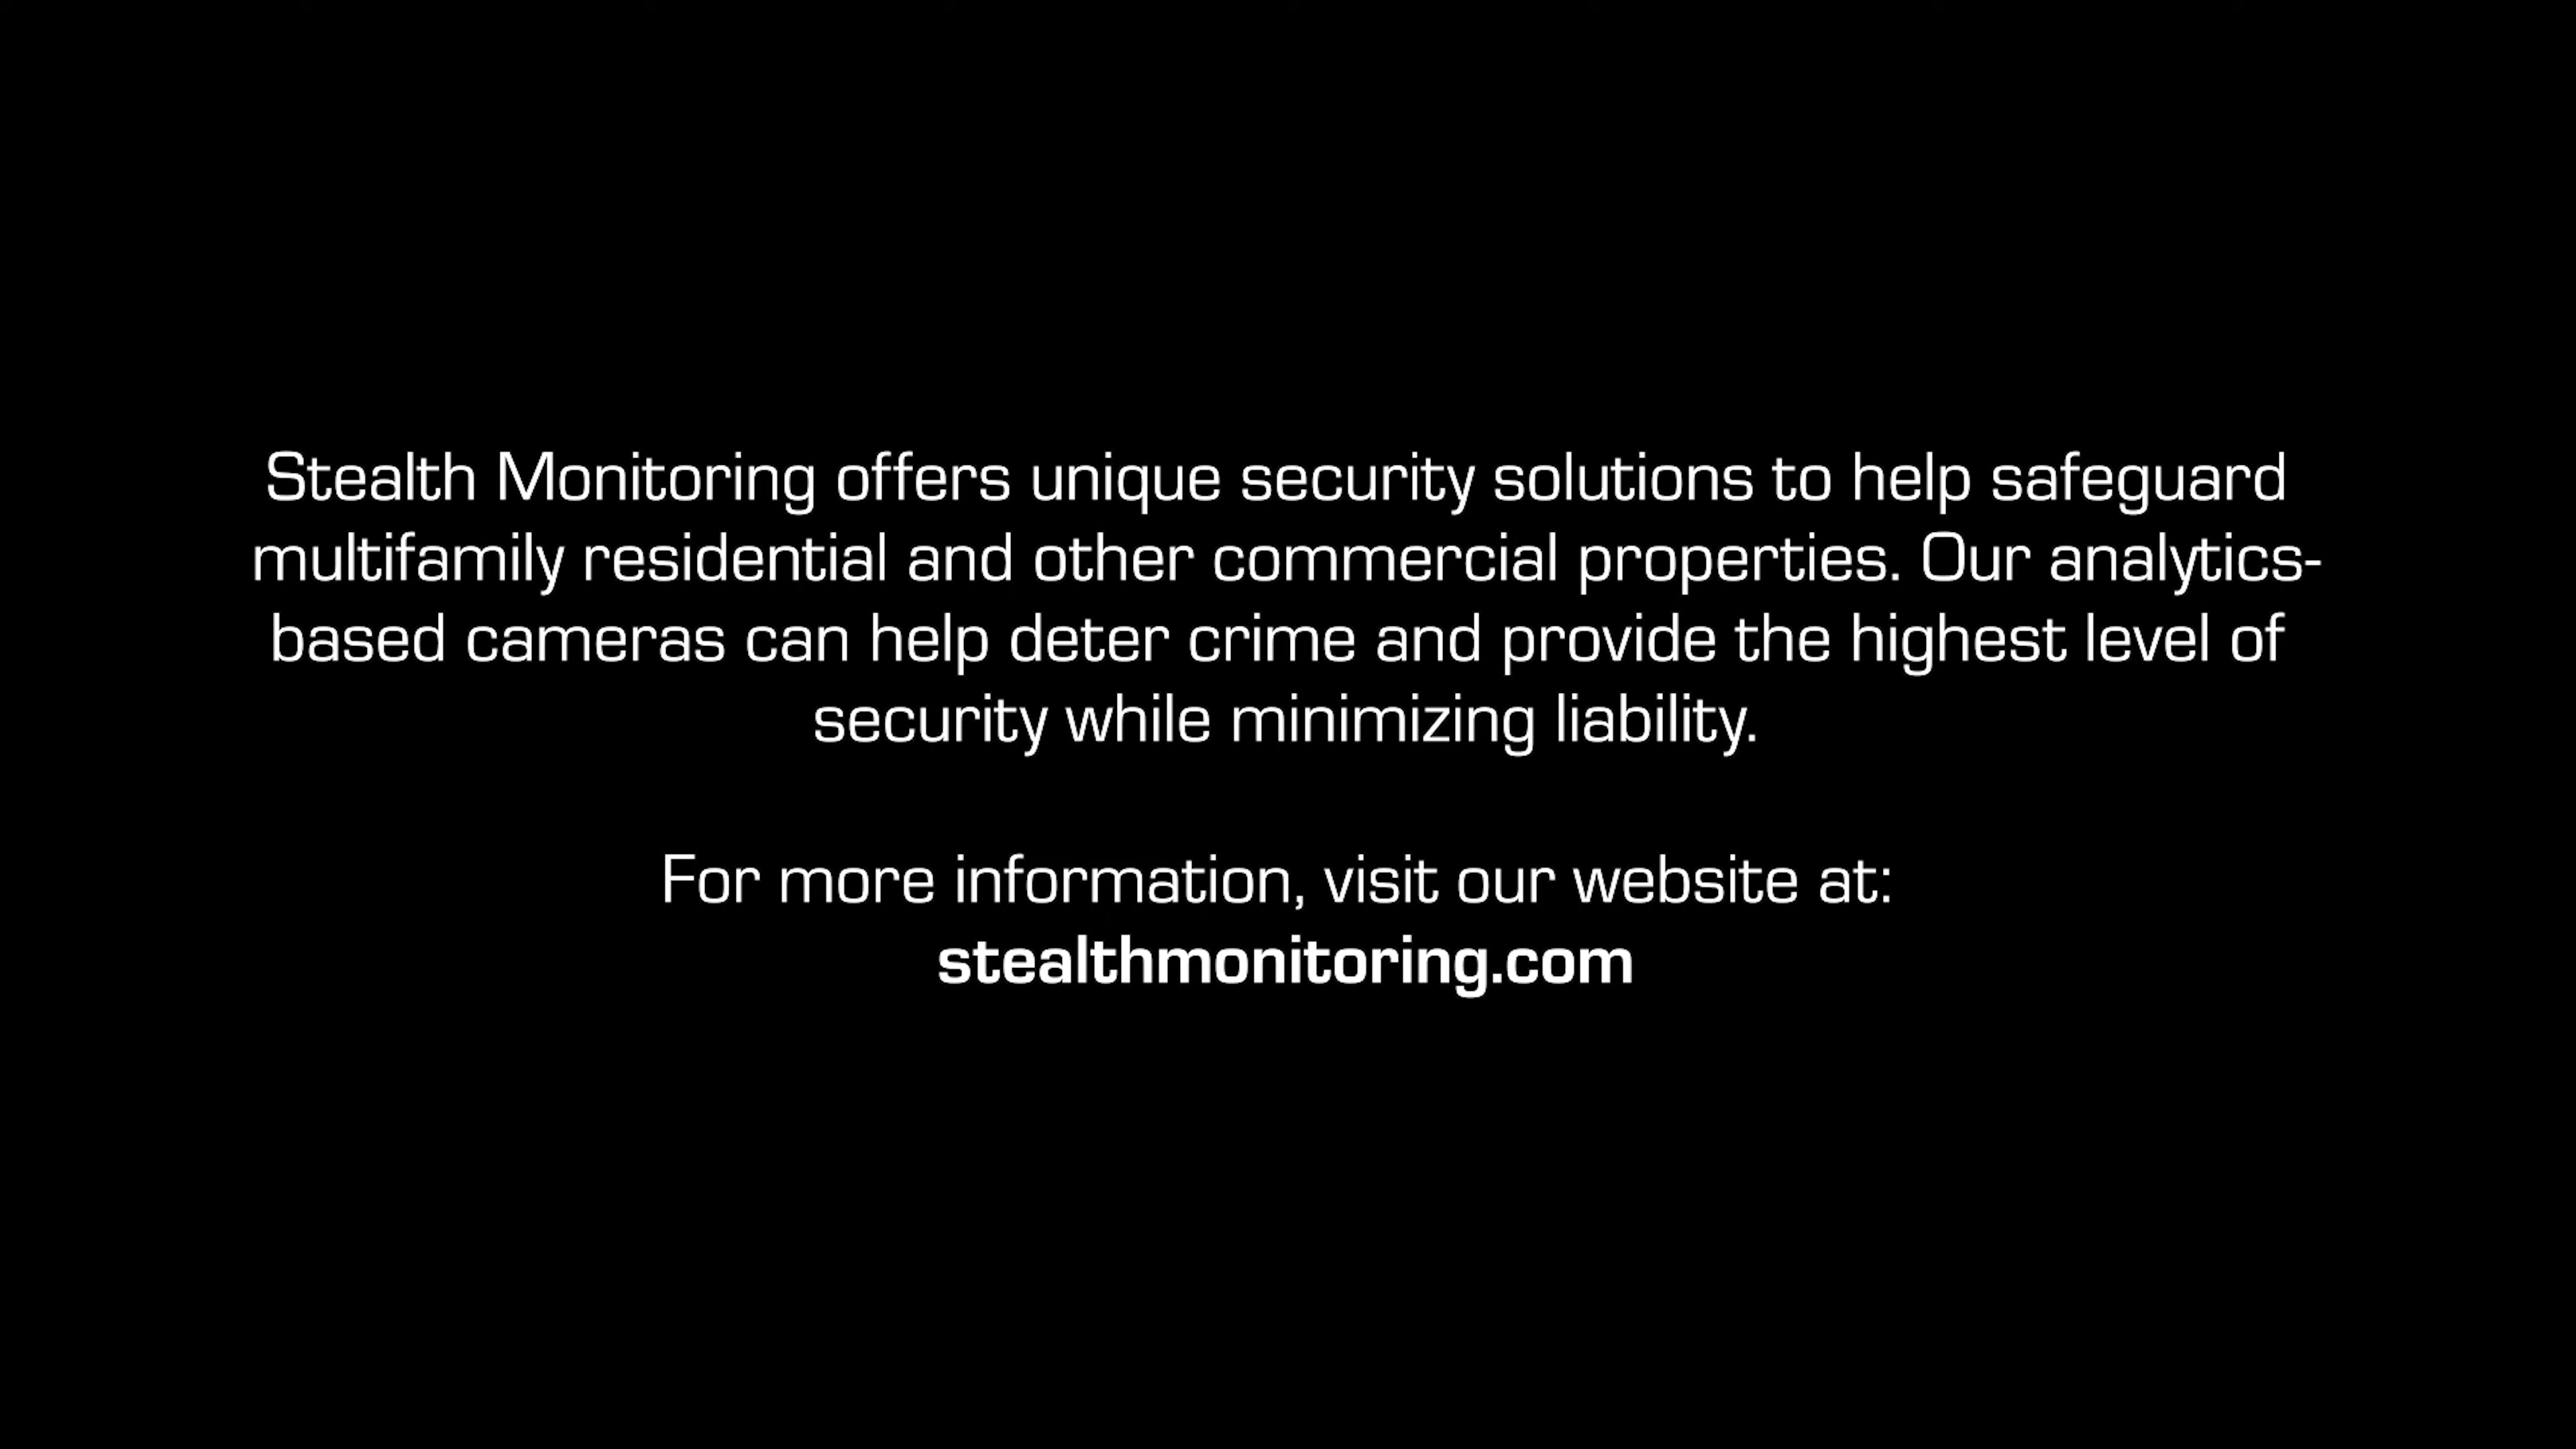 Stealth Monitoring offers unique security solutions to help safeguard
multifamily residential and other commercial properties. Our analytics-
based cameras can help deter crime and provide the highest level of
security while minimizing liability.
For more information, visit our website at:
stealthmonitoring.com